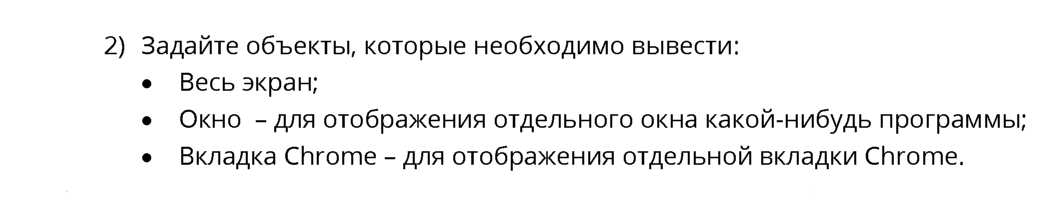 2) Задайте объекты, которые необходимо вывести:
• Весь экран;
• Окно – для отображения отдельного окна какой-нибудь программы;
• Вкладка Chrome – для отображения отдельной вкладки Chrome.